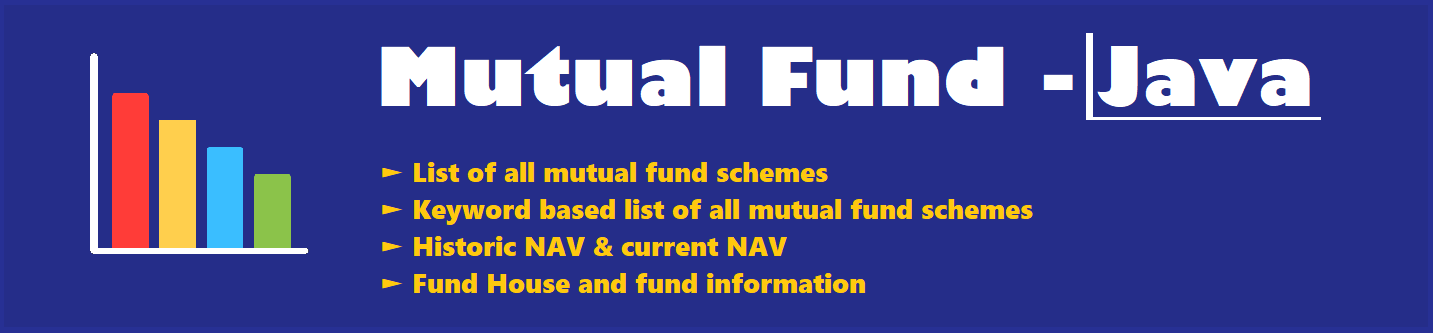 Mutual Fund - Java
► List of all mutual fund schemes
► Keyword based list of all mutual fund schemes
► Historic NAV & current NAV
► Fund House and fund information